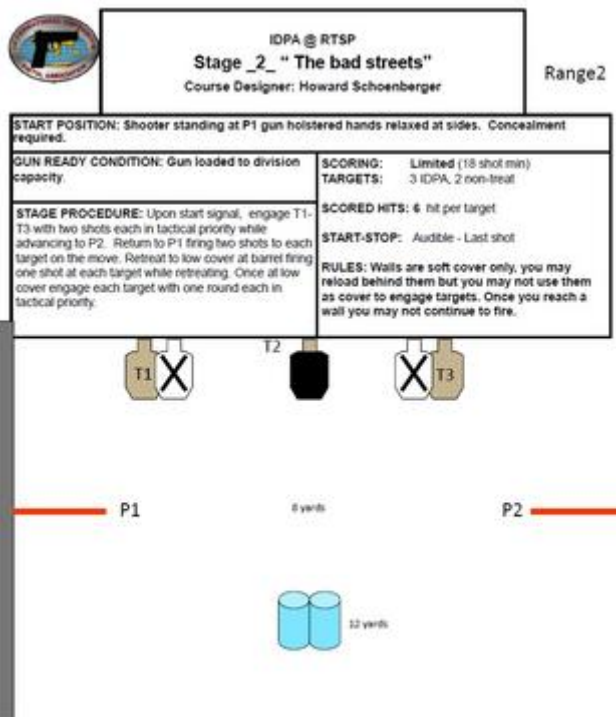 IDPA @ RTSP
Stage _2_ “ The bad streets”
Course Designer: Howard Schoenberger
Range2
START POSITION: Shooter standing at P1 gun holstered hands relaxed at sides. Concealment
required.
GUN READY CONDITION: Gun loaded to division
capacity.
STAGE PROCEDURE: Upon start signal, engage T1-
T3 with two shots each in tactical priority while
advancing to P2. Return to P1 firing two shots to each
target on the move. Retreat to low cover at barrel firing
one shot at each target while retreating. Once at low
cover engage each target with one round each in
tactical priority.
SCORING: Limited (18 shot min)
TARGETS: 3 IDPA, 2 non-treat
SCORED HITS: 6 hit per target
START-STOP: Audible - Last shot
RULES: Walls are soft cover only, you may
reload behind them but you may not use them
as cover to engage targets. Once you reach a
wall you may not continue to fire.
T2
T1 X X T3
P1 8 yards P2
12 yards